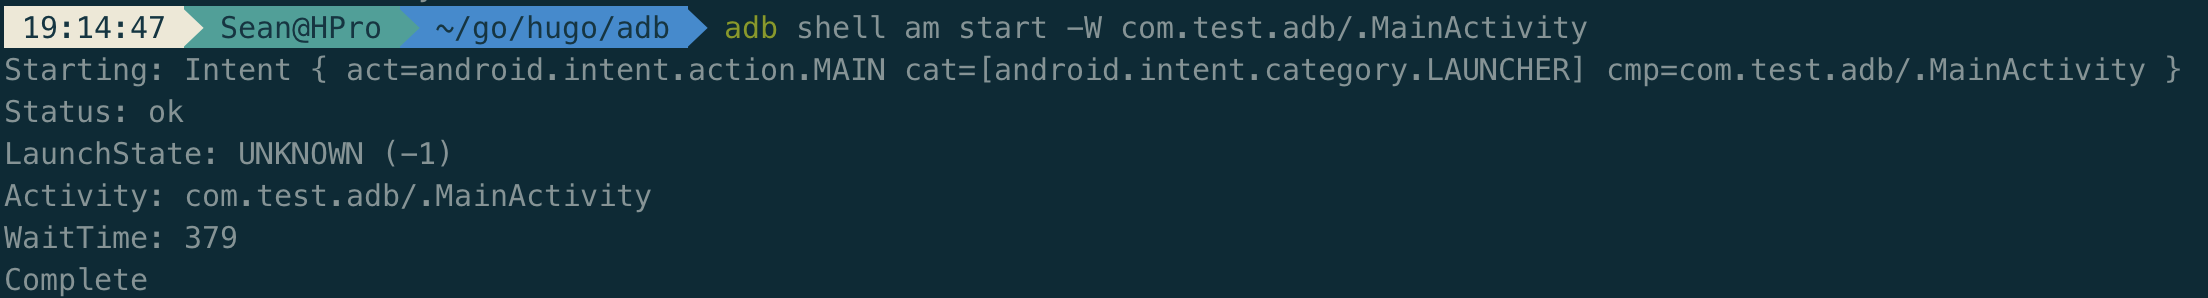 19:14:47 Sean@HPro ~/go/hugo/adb adb shell am start -W com.test.adb/.MainActivity
Starting: Intent { act=android.intent.action.MAIN cat=[android.intent.category.LAUNCHER] cmp=com.test.adb/.MainActivity }
Status: ok
LaunchState: UNKNOWN (-1)
Activity: com.test.adb/.MainActivity
WaitTime: 379
Complete